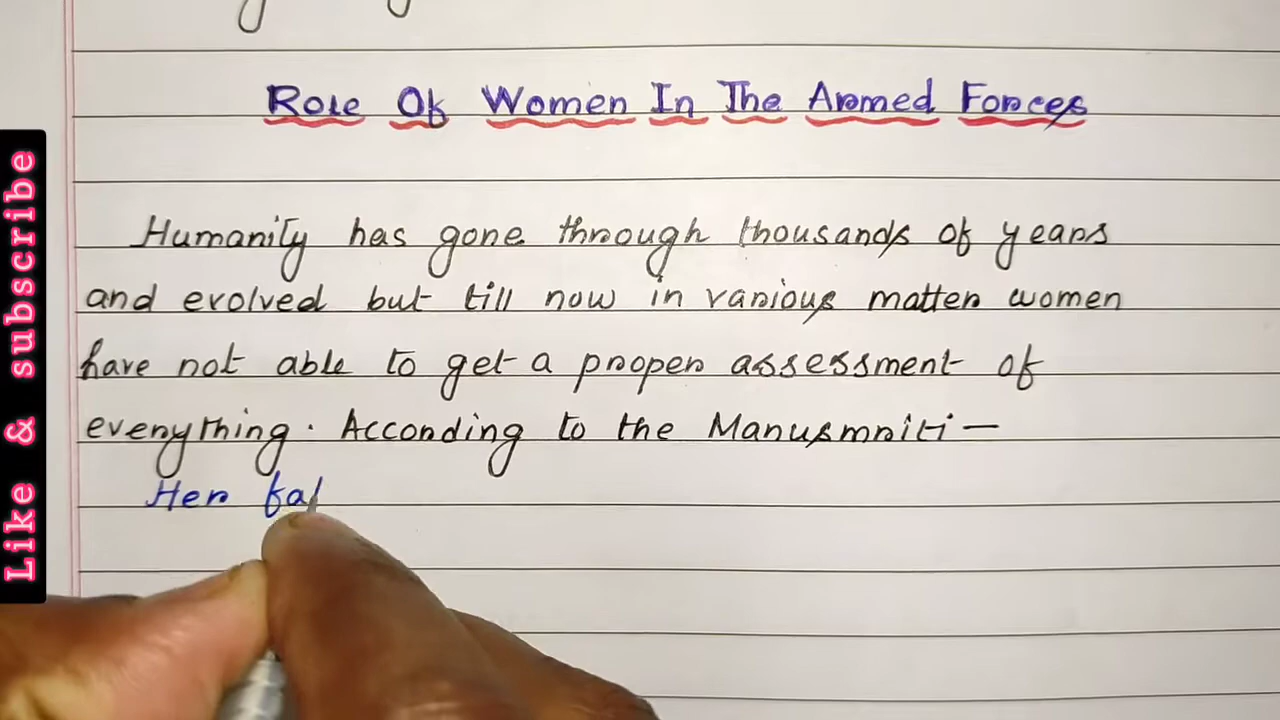 Role Of Women In The Armed Forces
Humanity has gone through thousands of years
and evolved but till now in various matter women
have not able to get a proper assessment of
everything. According to the Manusmriti —
Her
Like & subscribe